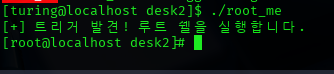 [turing@localhost desk2]$ ./root_me
[+] 트리거 발견! 루트 쉘을 실행합니다.
[root@localhost desk2]#